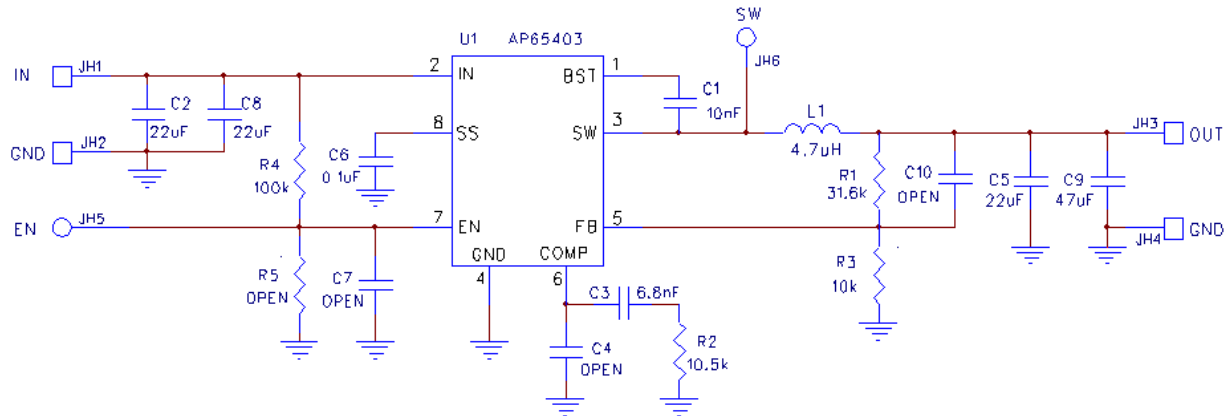 SW
U1 AP65403
JH6
IN JH1 2 IN BST 1
C1
10nF
C2
22uF
C8
22uF
8 SS SW 3
L1
4.7uH
JH3 OUT
GND JH2
R4
100k
C6
0.1uF
R1
31.6k
C10
OPEN
C5
22uF
C9
47uF
EN JH5 7 EN FB 5
JH4 GND
GND COMP
4 6
R5
OPEN
C7
OPEN
R3
10k
C3 6.8nF
C4
OPEN
R2
10.5k